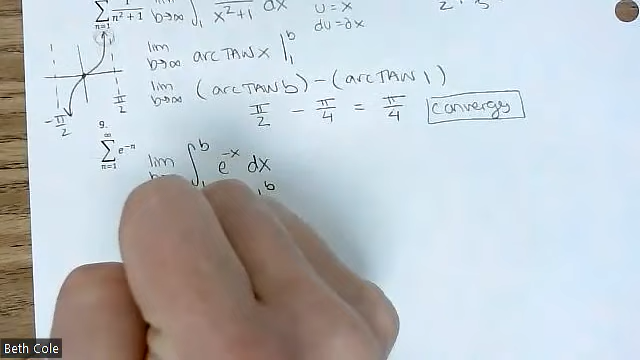 ∞ Σ n=1 1/(n²+1) lim b→∞ ∫₁ 1/(x²+1) dx u = x
du = dx
lim b→∞ arcTAN x |₁ᵇ
lim b→∞ (arcTAN b) - (arcTAN 1)
π/2 - π/4 = π/4 Converges
-π/2 π/2
9.
∞ Σ n=1 e⁻ⁿ lim b→∞ ∫₁ᵇ e⁻ˣ dx
b
Beth Cole